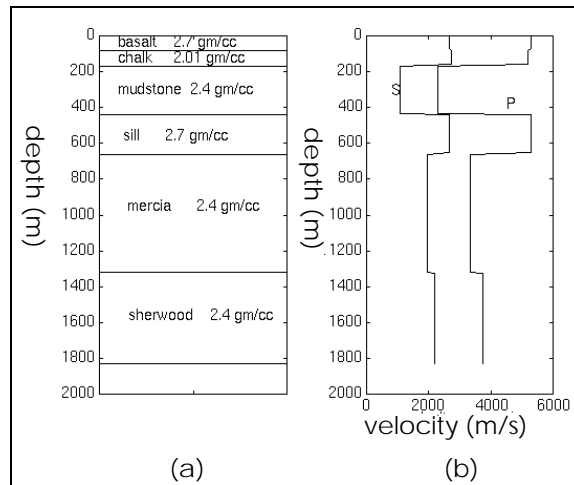 0
basalt 2.7 gm/cc
chalk 2.01 gm/cc
200
mudstone 2.4 gm/cc
400
sill 2.7 gm/cc
600
800
mercia 2.4 gm/cc
1000
1200
1400
sherwood 2.4 gm/cc
1600
1800
2000
depth (m)
(a)
0
200
400
600
800
1000
1200
1400
1600
1800
2000
depth (m)
S
P
0 2000 4000 6000
velocity (m/s)
(b)